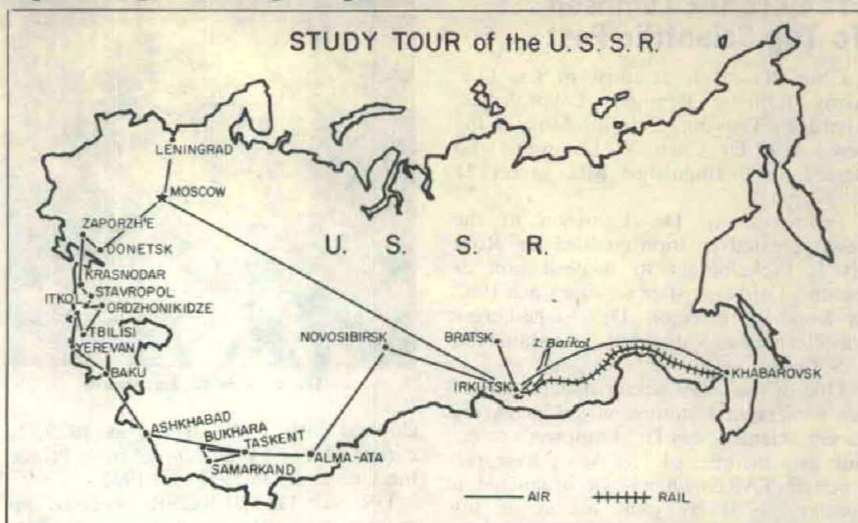 STUDY TOUR of the U.S.S.R.
LENINGRAD
MOSCOW
ZAPORZH'E
DONETSK
U. S. S. R.
KRASNODAR
STAVROPOL
ITKOL
ORDZHONIKIDZE
TBILISI
YEREVAN
BAKU
NOVOSIBIRSK
BRATSK
L. Baikol
IRKUTSK
KHABAROVSK
ASHKHABAD
BUKHARA
TASKENT
SAMARKAND
ALMA-ATA
AIR
RAIL